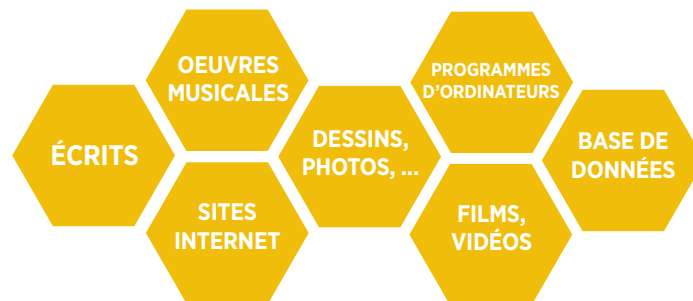 ÉCRITS
OEUVRES
MUSICALES
SITES
INTERNET
DESSINS,
PHOTOS, ...
PROGRAMMES
D'ORDINATEURS
FILMS,
VIDÉOS
BASE DE
DONNÉES